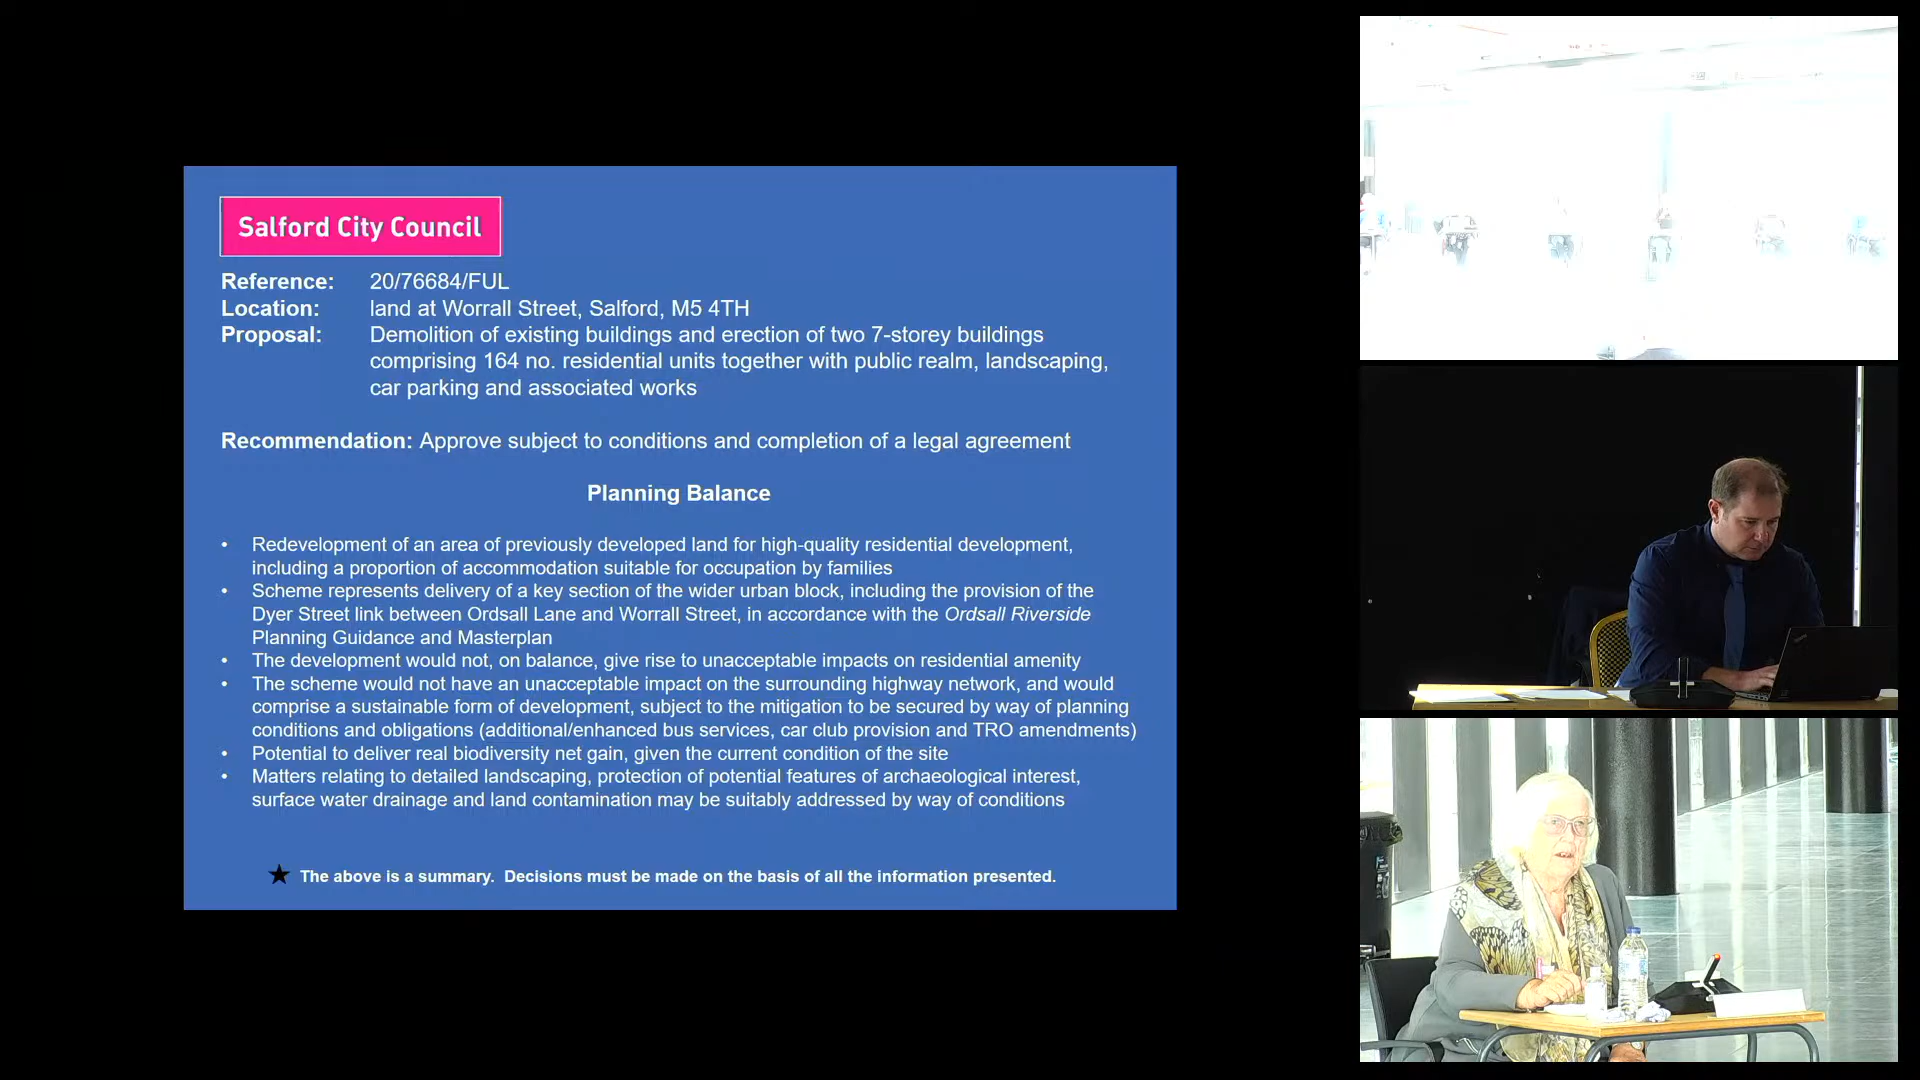 Salford City Council
Reference: 20/76684/FUL
Location: land at Worrall Street, Salford, M5 4TH
Proposal: Demolition of existing buildings and erection of two 7-storey buildings
comprising 164 no. residential units together with public realm, landscaping,
car parking and associated works
Recommendation: Approve subject to conditions and completion of a legal agreement
Planning Balance
• Redevelopment of an area of previously developed land for high-quality residential development,
including a proportion of accommodation suitable for occupation by families
• Scheme represents delivery of a key section of the wider urban block, including the provision of the
Dyer Street link between Ordsall Lane and Worrall Street, in accordance with the Ordsall Riverside
Planning Guidance and Masterplan
• The development would not, on balance, give rise to unacceptable impacts on residential amenity
• The scheme would not have an unacceptable impact on the surrounding highway network, and would
comprise a sustainable form of development, subject to the mitigation to be secured by way of planning
conditions and obligations (additional/enhanced bus services, car club provision and TRO amendments)
• Potential to deliver real biodiversity net gain, given the current condition of the site
• Matters relating to detailed landscaping, protection of potential features of archaeological interest,
surface water drainage and land contamination may be suitably addressed by way of conditions
★ The above is a summary. Decisions must be made on the basis of all the information presented.